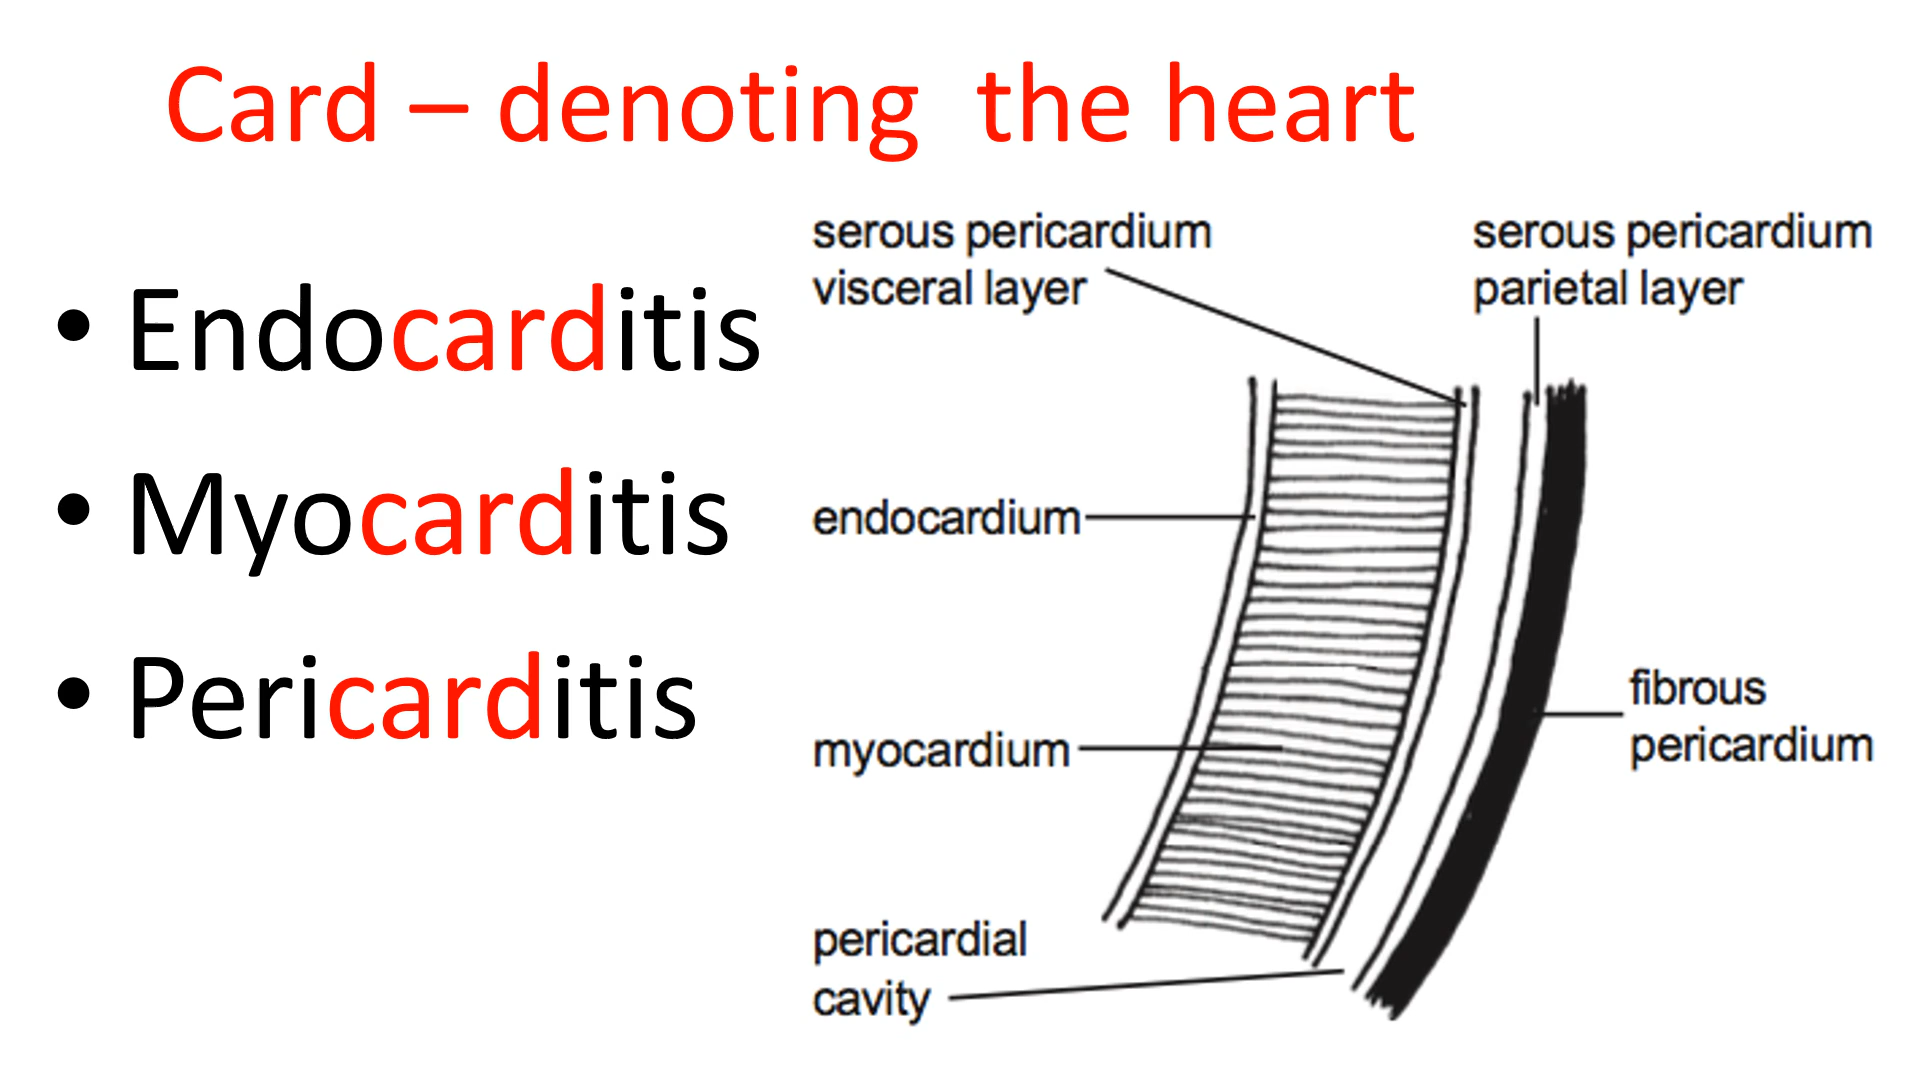 Card – denoting  the heart
• Endocarditis
• Myocarditis
• Pericarditis
serous pericardium
visceral layer
serous pericardium
parietal layer
endocardium
myocardium
fibrous
pericardium
pericardial
cavity